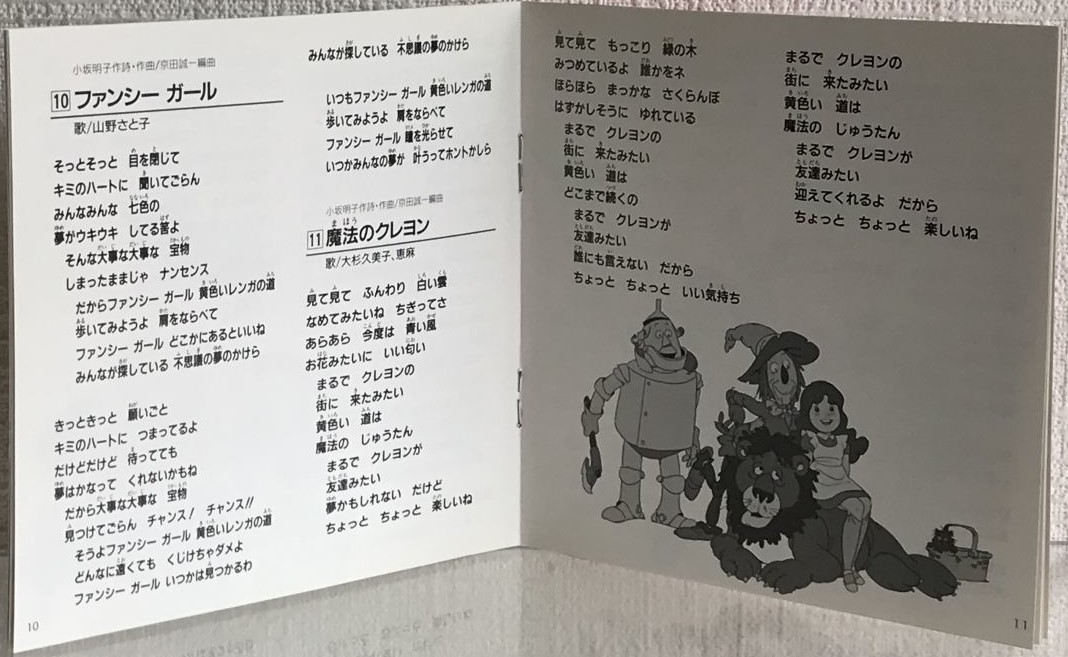 小坂明子作詩・作曲/京田誠一編曲
10 ファンシー ガール
歌/山野さと子
そっとそっと 目を閉じて
キミのハートに 聞いてごらん
みんなみんな 七色の
夢がウキウキ してる筈よ
そんな大事な大事な 宝物
しまったままじゃ ナンセンス
だからファンシー ガール 黄色いレンガの道
歩いてみようよ 肩をならべて
ファンシー ガール どこかにあるといいね
みんなが探している 不思議の夢のかけら
きっときっと 願いごと
キミのハートに つまってるよ
だけどだけど 待ってても
夢はかなって くれないかもね
だから大事な大事な 宝物
見つけてごらん チャンス! チャンス!!
そうよファンシー ガール 黄色いレンガの道
どんなに遠くても くじけちゃダメよ
ファンシー ガール いつかは見つかるわ
みんなが探している 不思議の夢のかけら
いつもファンシー ガール 黄色いレンガの道
歩いてみようよ 肩をならべて
ファンシー ガール 瞳を光らせて
いつかみんなの夢が 叶うってホントかしら
小坂明子作詩・作曲/京田誠一編曲
11 魔法のクレヨン
歌/大杉久美子、恵麻
見て見て ふんわり 白い雲
なめてみたいね ちぎってさ
あらあら 今度は 青い風
お花みたいに いい匂い
まるで クレヨンの
街に 来たみたい
黄色い 道は
魔法の じゅうたん
まるで クレヨンが
友達みたい
夢かもしれない だけど
ちょっと ちょっと 楽しいね
10
見て見て もっこり 緑の木
みつめているよ 誰かをネ
ほらほら まっかな さくらんぼ
はずかしそうに ゆれている
まるで クレヨンの
街に 来たみたい
黄色い 道は
どこまで続くの
まるで クレヨンが
友達みたい
誰にも言えない だから
ちょっと ちょっと いい気持ち
まるで クレヨンの
街に 来たみたい
黄色い 道は
魔法の じゅうたん
まるで クレヨンが
友達みたい
迎えてくれるよ だから
ちょっと ちょっと 楽しいね
11